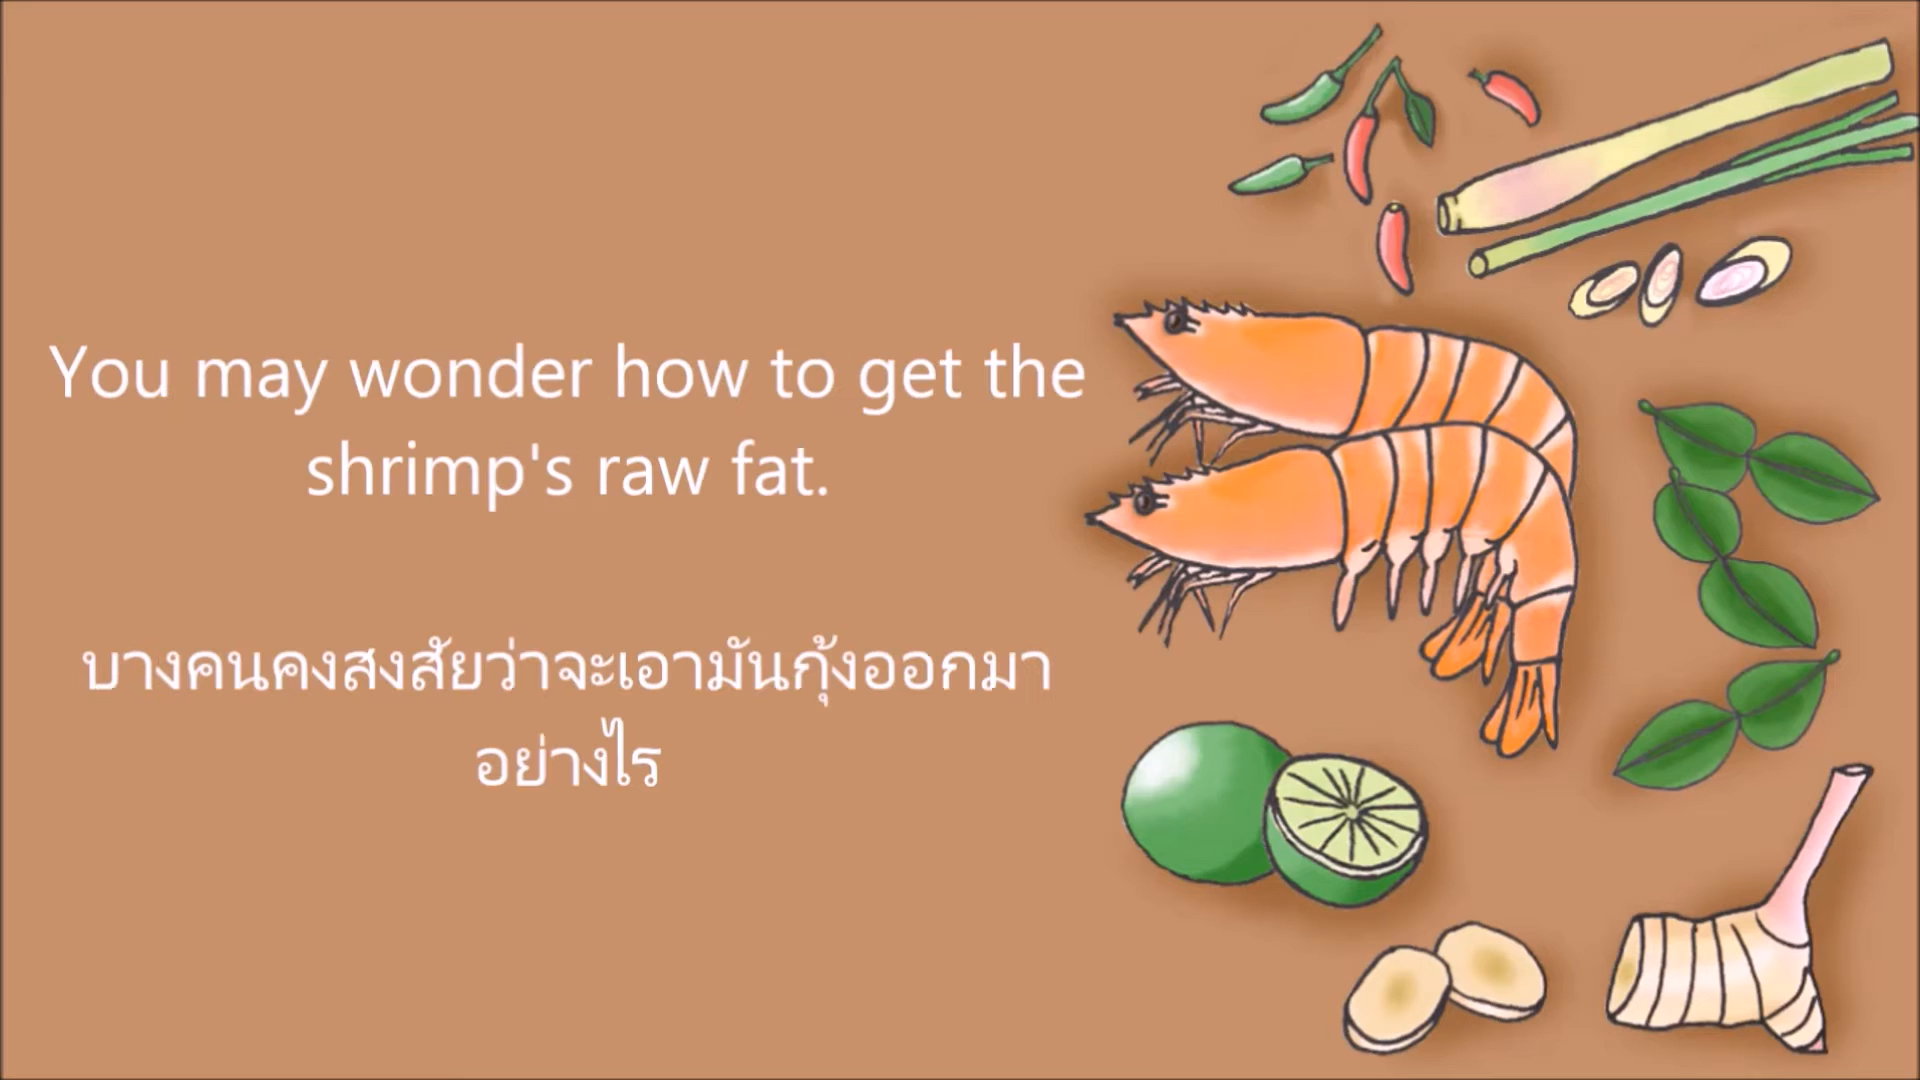 You may wonder how to get the
shrimp's raw fat.
บางคนคงสงสัยว่าจะเอามันกุ้งออกมา
อย่างไร